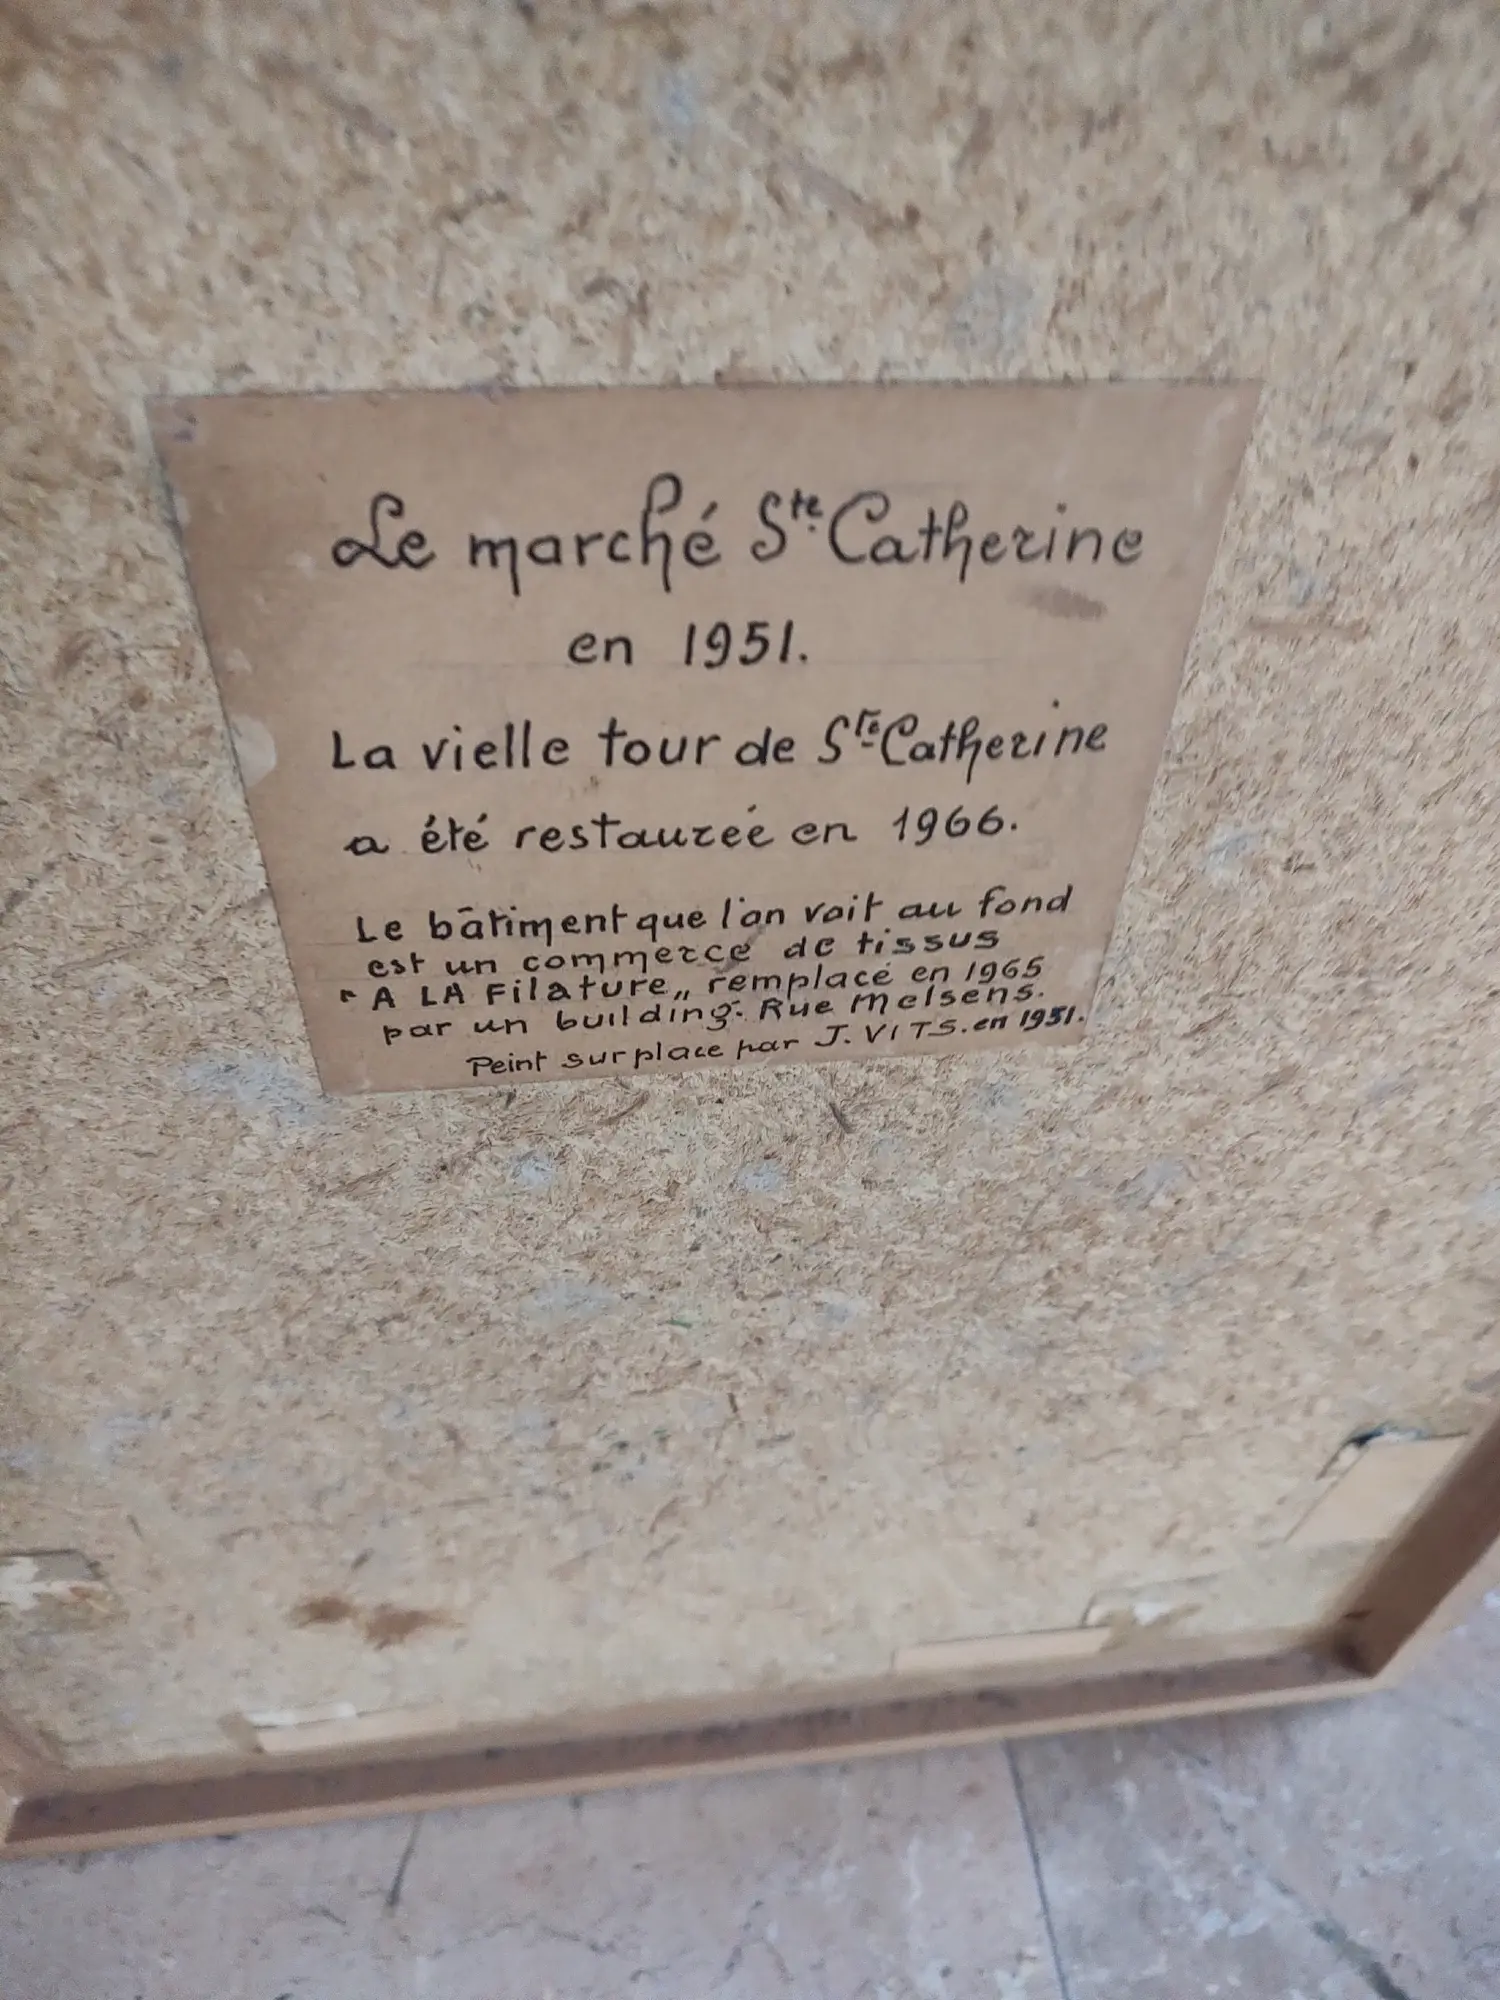 Le marché Ste. Catherine
en 1951.
La vielle tour de Ste. Catherine
a été restaurée en 1966.
Le bâtiment que l'on voit au fond
est un commerce de tissus
"A LA Filature„ remplacé en 1965
par un building. Rue Melsens.
Peint sur place par J. VITS. en 1951.